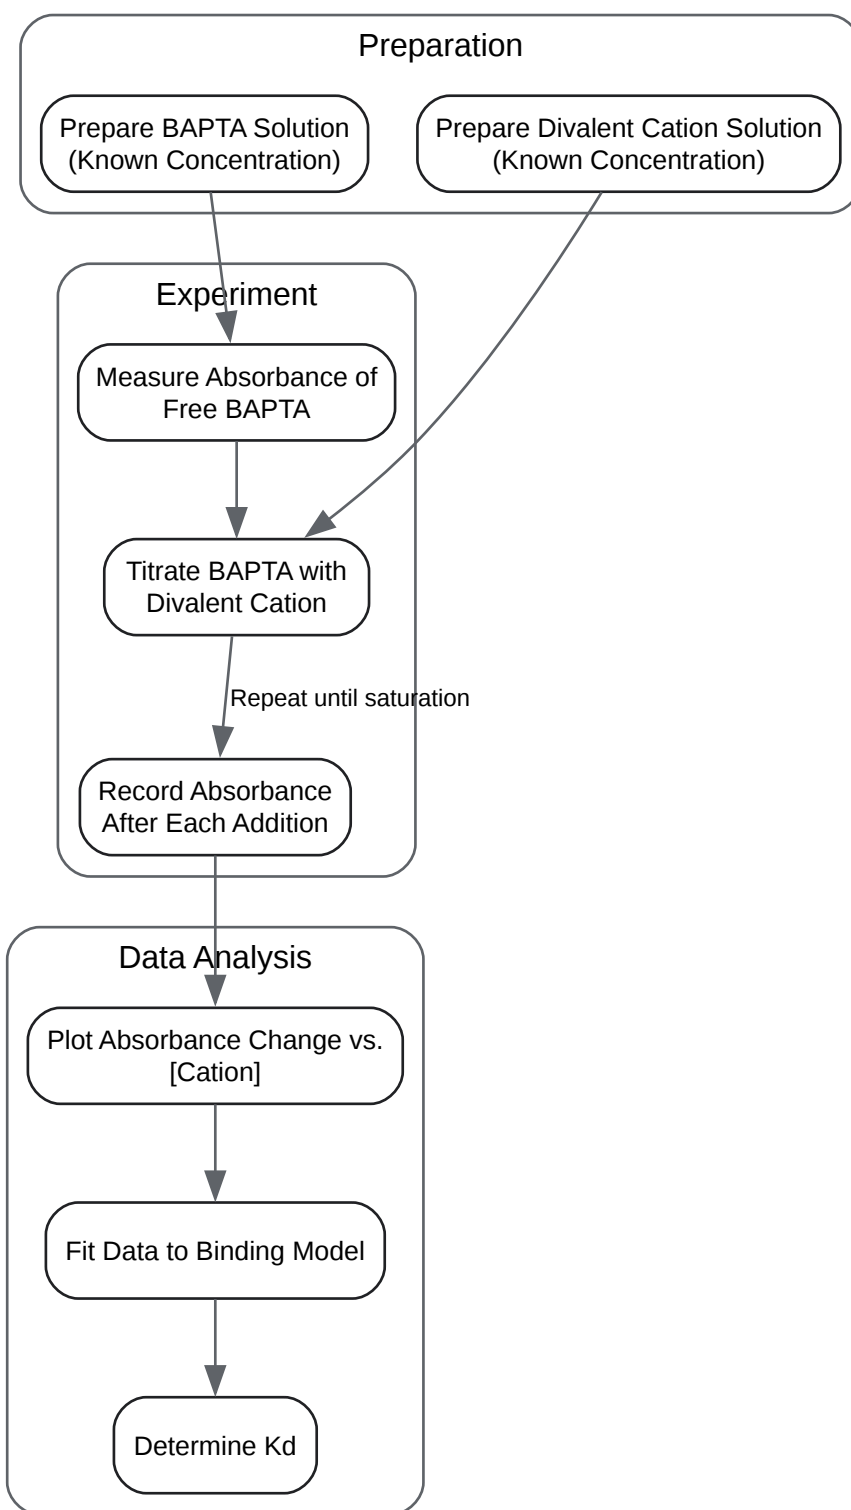 Preparation
Prepare BAPTA Solution
(Known Concentration)
Prepare Divalent Cation Solution
(Known Concentration)
Experiment
Measure Absorbance of
Free BAPTA
Titrate BAPTA with
Divalent Cation
Repeat until saturation
Record Absorbance
After Each Addition
Data Analysis
Plot Absorbance Change vs.
[Cation]
Fit Data to Binding Model
Determine Kd